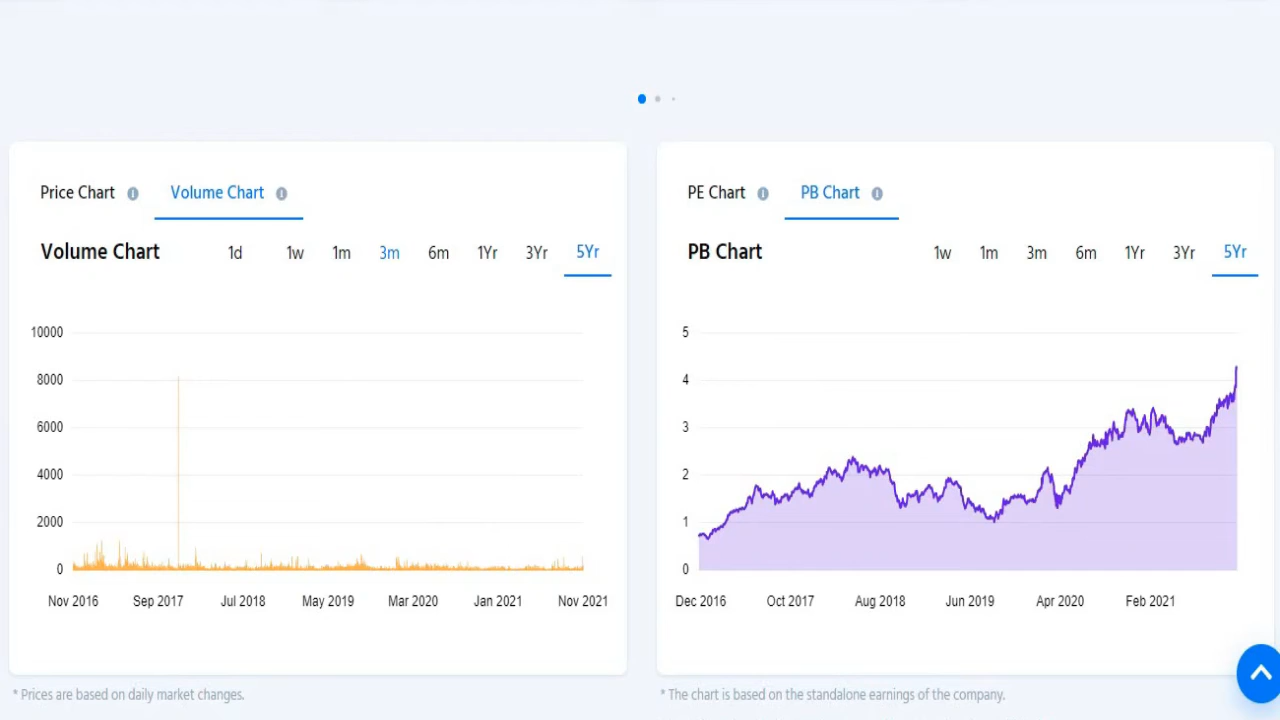 Price Chart Volume Chart
Volume Chart 1d 1w 1m 3m 6m 1Yr 3Yr 5Yr
10000
8000
6000
4000
2000
0
Nov 2016 Sep 2017 Jul 2018 May 2019 Mar 2020 Jan 2021 Nov 2021
* Prices are based on daily market changes.
PE Chart PB Chart
PB Chart 1w 1m 3m 6m 1Yr 3Yr 5Yr
5
4
3
2
1
0
Dec 2016 Oct 2017 Aug 2018 Jun 2019 Apr 2020 Feb 2021
* The chart is based on the standalone earnings of the company.